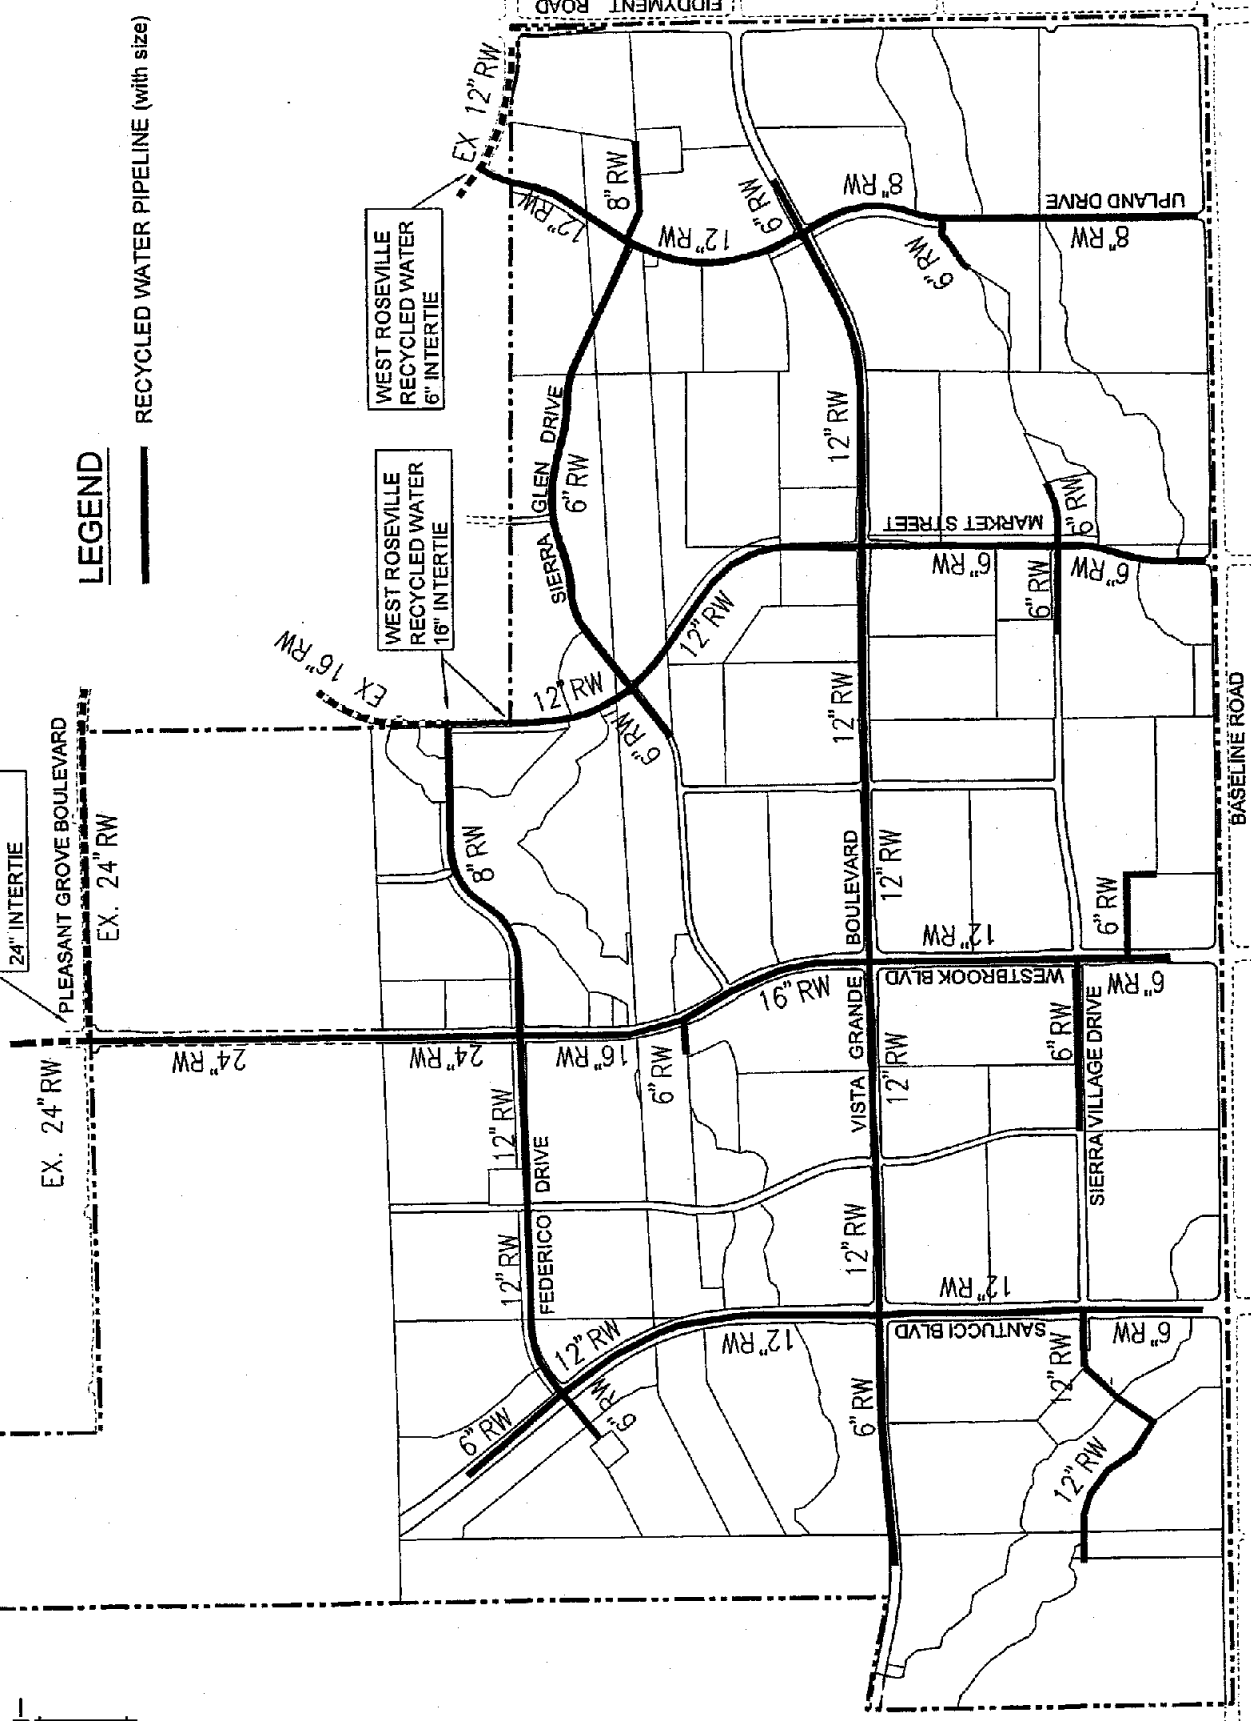 LEGEND
RECYCLED WATER PIPELINE (with size)
EIDDYMENT
ROAD
EX 12" RW
WEST ROSEVILLE
RECYCLED WATER
6" INTERTIE
WEST ROSEVILLE
RECYCLED WATER
16" INTERTIE
24" INTERTIE
PLEASANT GROVE BOULEVARD
EX. 24" RW
EX. 24" RW
EX 16" RW
12" RW
8" RW
12" RW
6" RW
8" RW
UPLAND DRIVE
8" RW
6" RW
SIERRA GLEN DRIVE
6" RW
12" RW
12" RW
6" RW
12" RW
MARKET STREET
6" RW
6" RW
6" RW
6" RW
12" RW
8" RW
24" RW
24" RW
16" RW
6" RW
16" RW
VISTA GRANDE BOULEVARD
12" RW
12" RW
WESTBROOK BLVD
6" RW
6" RW
6" RW
SIERRA VILLAGE DRIVE
12" RW
12" RW
12" RW
12" RW
FEDERICO DRIVE
12" RW
6" RW
6" RW
12" RW
12" RW
SANTUCCI BLVD
6" RW
6" RW
12" RW
12" RW
BASELINE ROAD